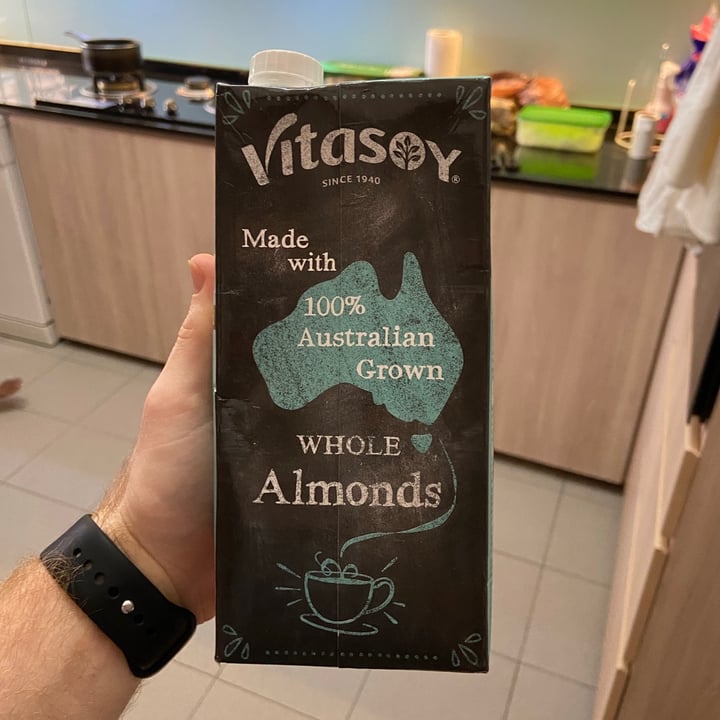 Vitasoy®
SINCE 1940
Made
with
100%
Australian
Grown
WHOLE
Almonds